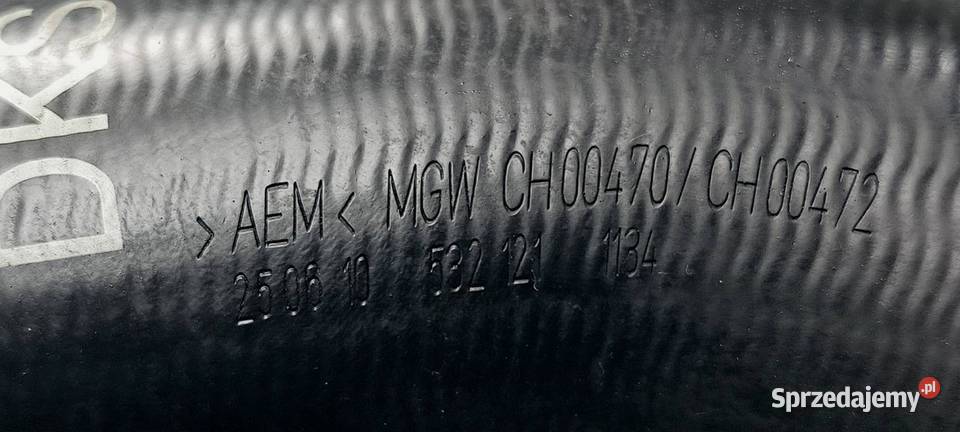 DKS
>AEM< MGW CH00470/CH00472
25 06 10 532 121 1134
Sprzedajemy.pl